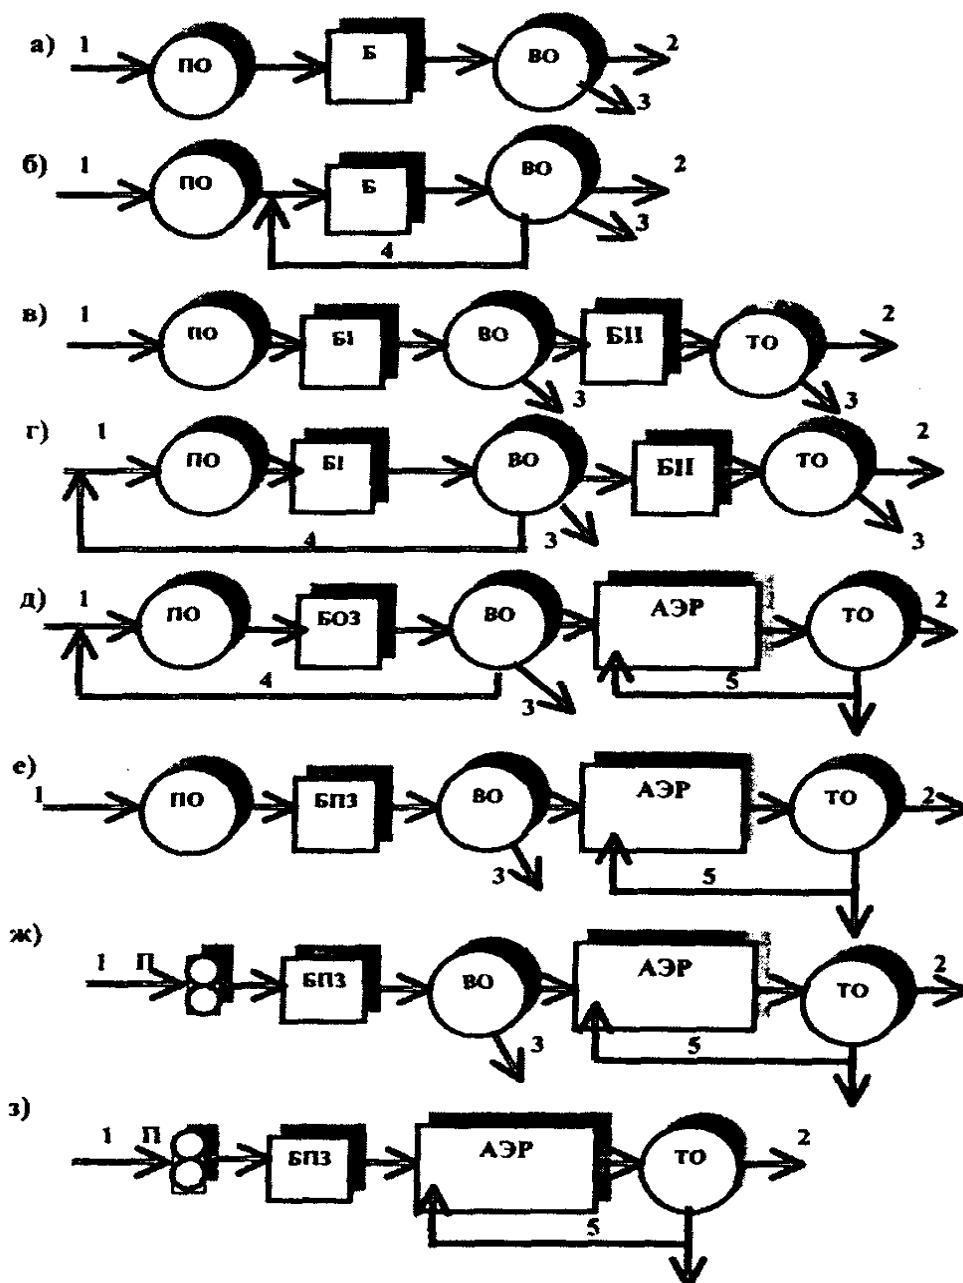 а) 1 ПО Б ВО 2 3
б) 1 ПО Б ВО 2 3 4
в) 1 ПО БI ВО БII ТО 2 3 3
г) 1 ПО БI ВО БII ТО 2 4 3 3
д) 1 ПО БОЗ ВО АЭР ТО 2 4 3 5
е) 1 ПО БПЗ ВО АЭР ТО 2 3 5
ж) 1 П БПЗ ВО АЭР ТО 2 3 5
з) 1 П БПЗ АЭР ТО 2 5